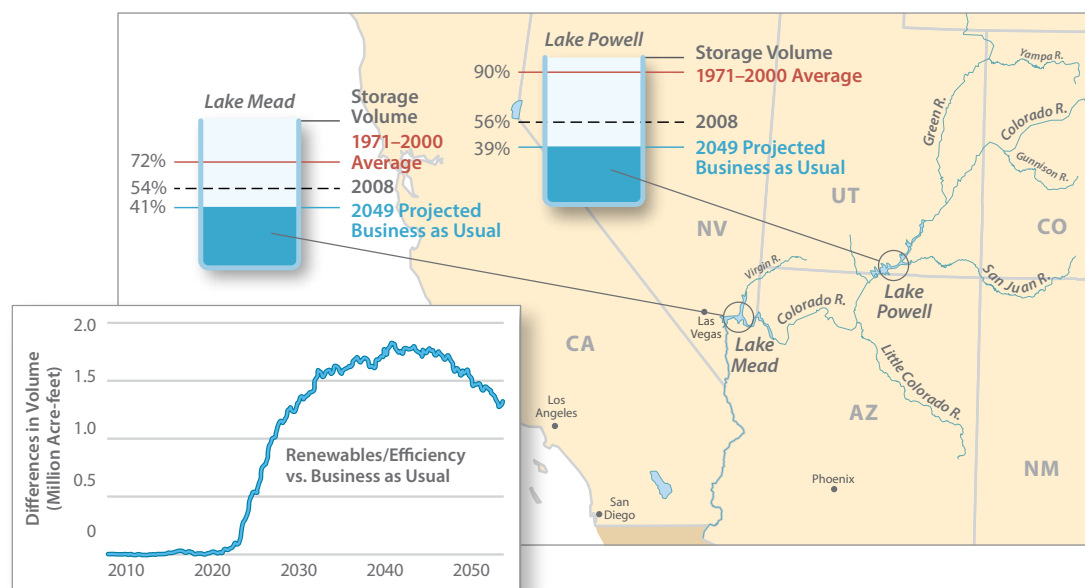 Lake Powell
Storage Volume
90%
1971–2000 Average
56%
2008
39%
2049 Projected
Business as Usual
Lake Mead
Storage
Volume
1971–2000
Average
72%
54%
2008
41%
2049 Projected
Business as Usual
Yampa R.
Green R.
Colorado R.
Gunnison R.
UT
NV
CO
Virgin R.
San Juan R.
Lake
Powell
Colorado R.
Las
Vegas
Lake
Mead
CA
Little Colorado R.
AZ
Los
Angeles
NM
Phoenix
San
Diego
Differences in Volume
(Million Acre-feet)
2.0
1.5
1.0
0.5
0
Renewables/Efficiency
vs. Business as Usual
2010
2020
2030
2040
2050